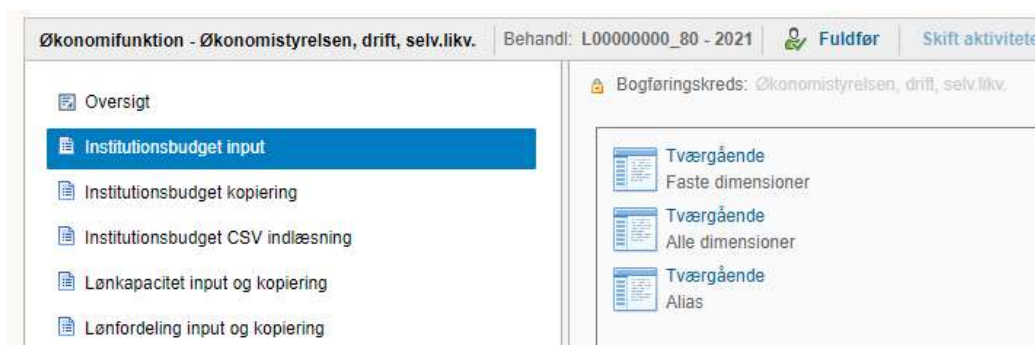 Økonomifunktion - Økonomistyrelsen, drift, selv.likv. Behandl: L00000000_80 - 2021 Fuldfør Skift aktivitete
Oversigt
Institutionsbudget input
Institutionsbudget kopiering
Institutionsbudget CSV indlæsning
Lønkapacitet input og kopiering
Lønfordeling input og kopiering
Bogføringskreds: Økonomistyrelsen, drift, selv.likv.
Tværgående
Faste dimensioner
Tværgående
Alle dimensioner
Tværgående
Alias